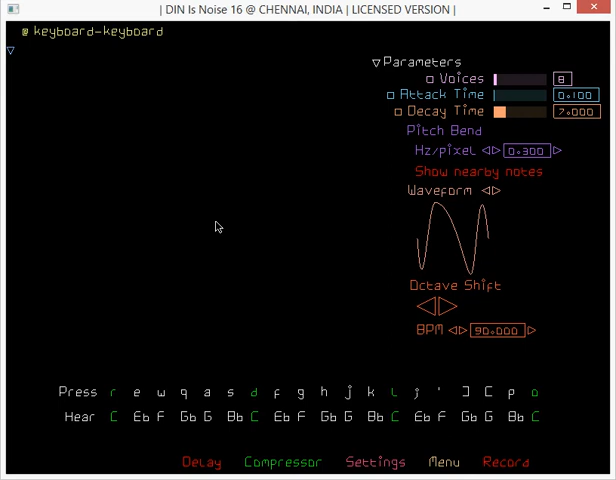 | DIN Is Noise 16 @ CHENNAI, INDIA | LICENSED VERSION |
@ keyboard-keyboard
Parameters
Voices 8
Attack Time 0.100
Decay Time 7.000
Pitch Bend
Hz/pixel 0.300
Show nearby notes
Waveform
Octave Shift
BPM 90.000
Press r e w q a s d f g h j k l ; ' ] [ p o
Hear C Eb F Gb G Bb C Eb F Gb G Bb C Eb F Gb G Bb C
Delay Compressor Settings Menu Record